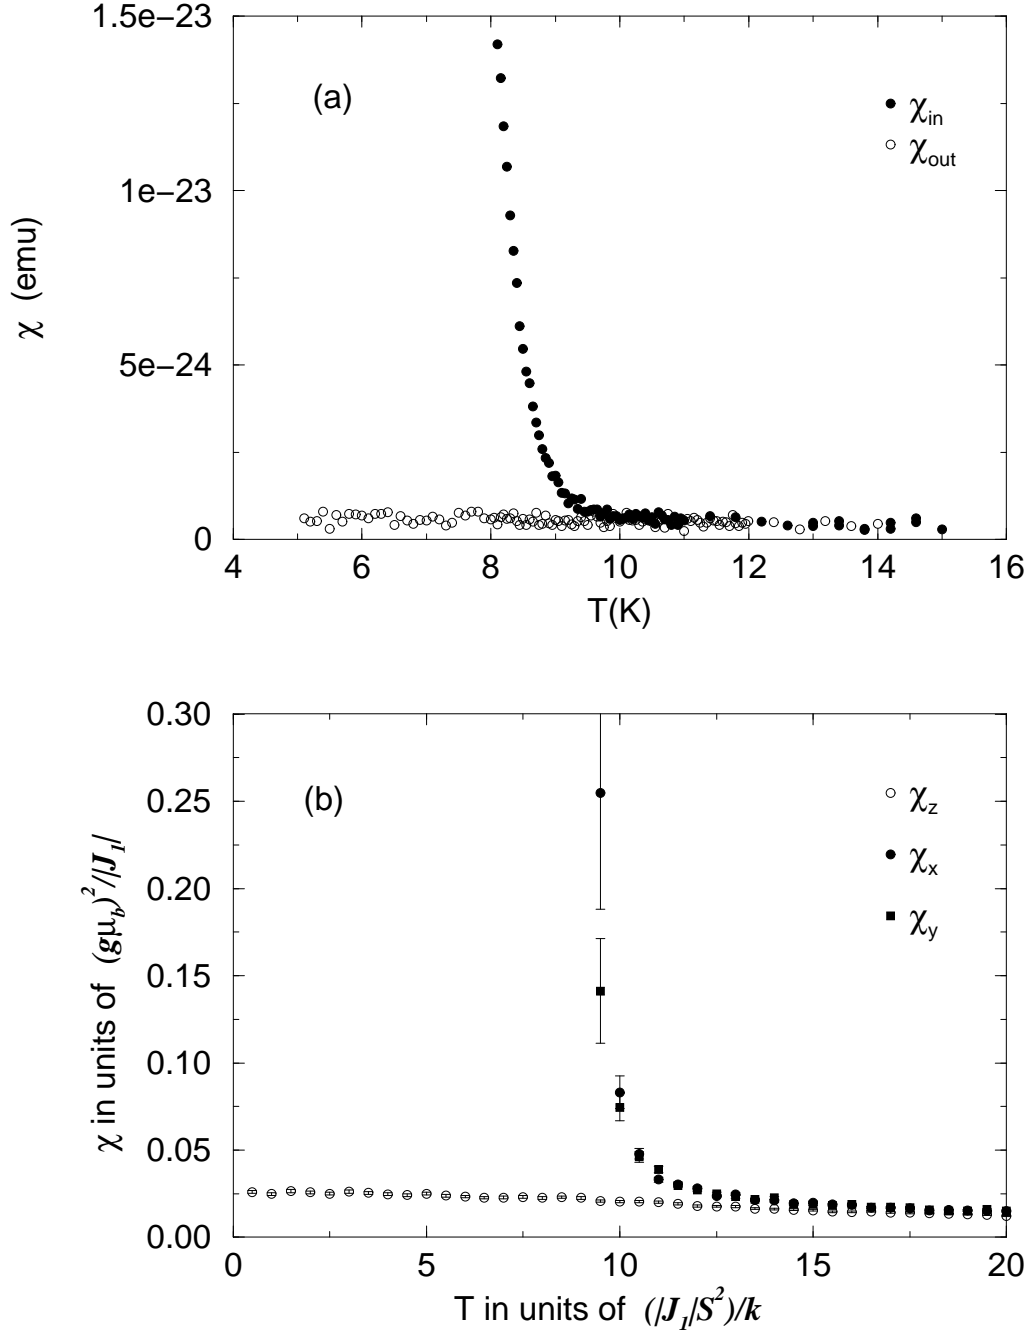 1.5e−23
(a)
χin
χout
1e−23
χ (emu)
5e−24
0
4 6 8 10 12 14 16
T(K)
0.30
(b)
χz
0.25
χx
0.20
χy
χ in units of (gμb)²/|J1|
0.15
0.10
0.05
0.00
0 5 10 15 20
T in units of (|J1|S²)/k